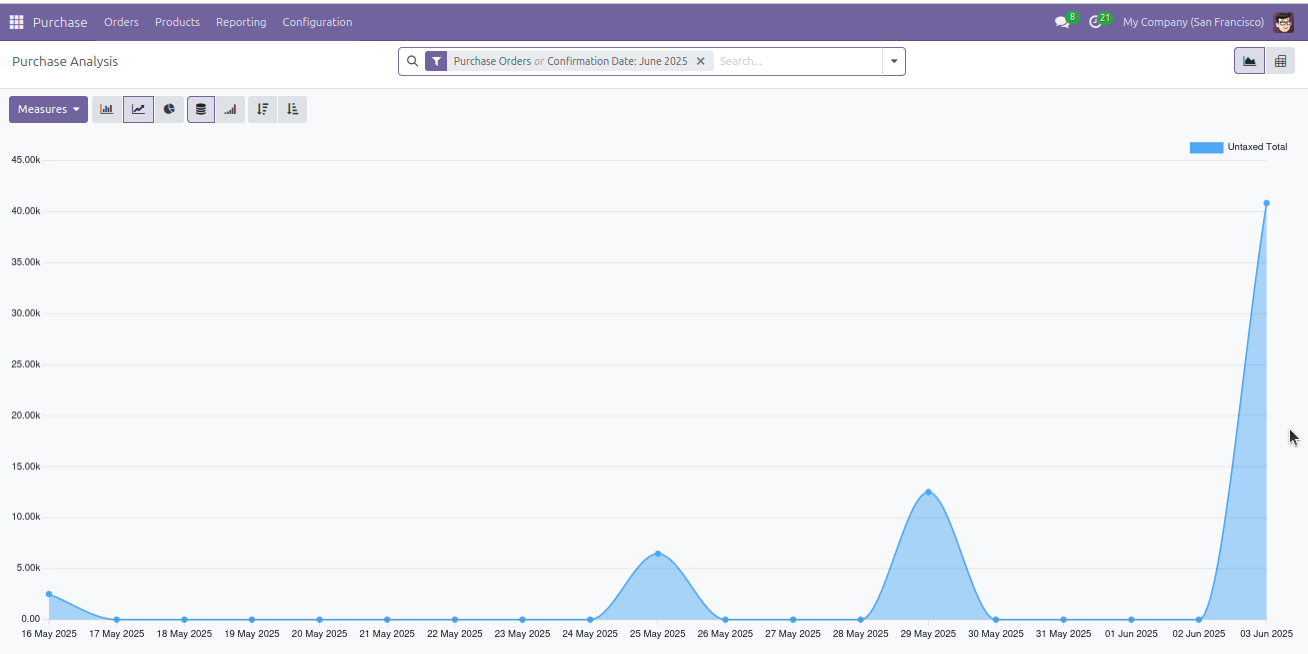 Purchase Orders Products Reporting Configuration 8 21 My Company (San Francisco)
Purchase Analysis Purchase Orders or Confirmation Date: June 2025 Search...
Measures
Untaxed Total
45.00k
40.00k
35.00k
30.00k
25.00k
20.00k
15.00k
10.00k
5.00k
0.00
16 May 2025 17 May 2025 18 May 2025 19 May 2025 20 May 2025 21 May 2025 22 May 2025 23 May 2025 24 May 2025 25 May 2025 26 May 2025 27 May 2025 28 May 2025 29 May 2025 30 May 2025 31 May 2025 01 Jun 2025 02 Jun 2025 03 Jun 2025